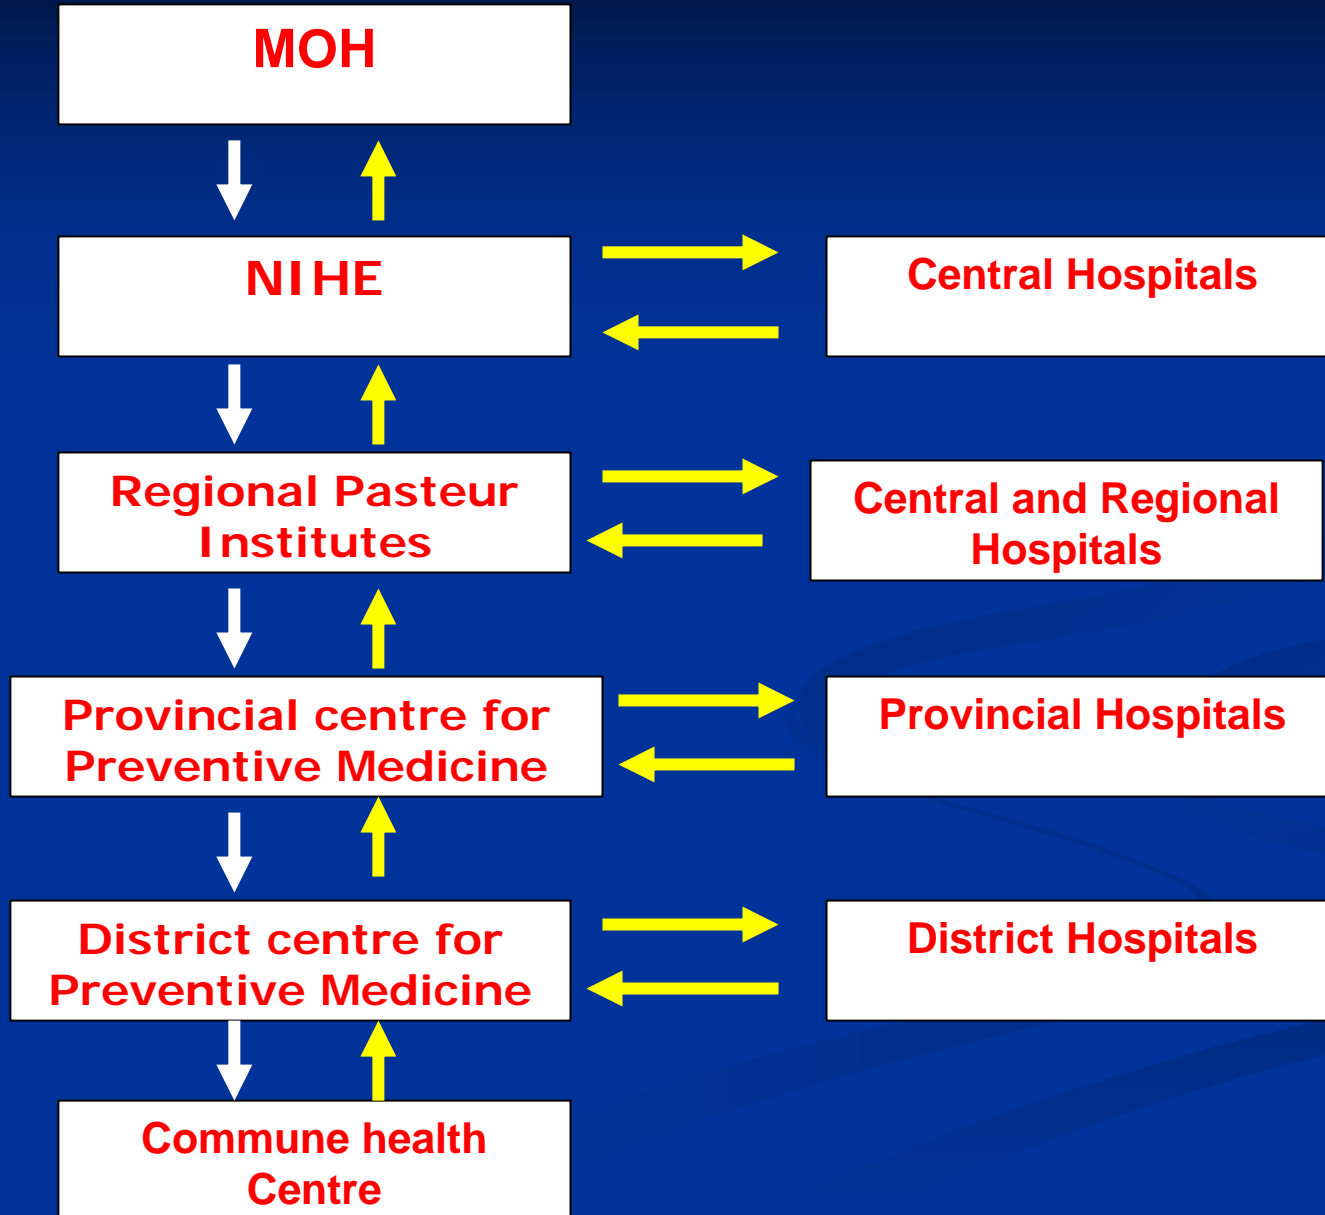 MOH
NIHE
Central Hospitals
Regional Pasteur
Institutes
Central and Regional
Hospitals
Provincial centre for
Preventive Medicine
Provincial Hospitals
District centre for
Preventive Medicine
District Hospitals
Commune health
Centre